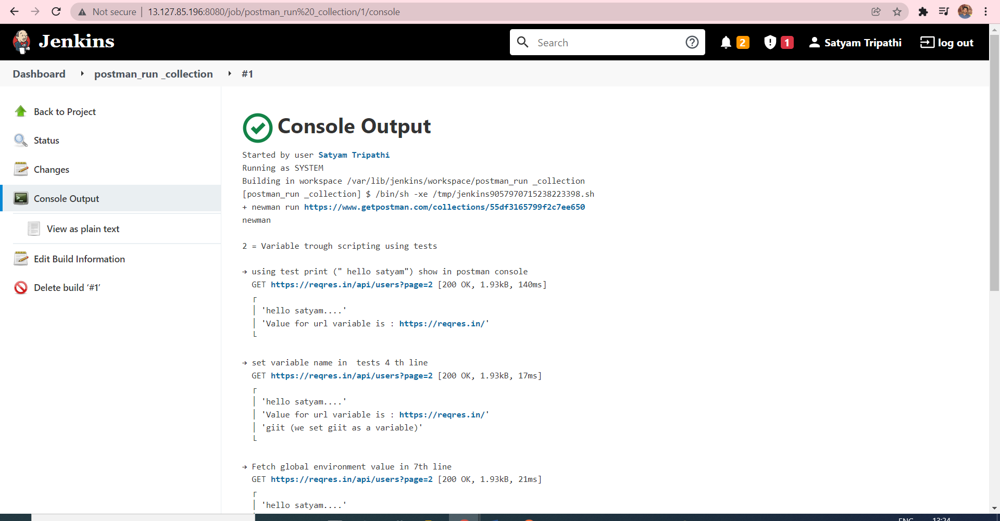 Not secure | 13.127.85.196:8080/job/postman_run%20_collection/1/console
Jenkins
Search
2
1
Satyam Tripathi
log out
Dashboard
postman_run _collection
#1
Back to Project
Status
Changes
Console Output
View as plain text
Edit Build Information
Delete build ‘#1’
Console Output
Started by user Satyam Tripathi
Running as SYSTEM
Building in workspace /var/lib/jenkins/workspace/postman_run _collection
[postman_run _collection] $ /bin/sh -xe /tmp/jenkins9057970715238223398.sh
+ newman run https://www.getpostman.com/collections/55df3165799f2c7ee650
newman
2 = Variable trough scripting using tests
→ using test print (" hello satyam") show in postman console
GET https://reqres.in/api/users?page=2 [200 OK, 1.93kB, 140ms]
'hello satyam....'
'Value for url variable is : https://reqres.in/'
→ set variable name in  tests 4 th line
GET https://reqres.in/api/users?page=2 [200 OK, 1.93kB, 17ms]
'hello satyam....'
'Value for url variable is : https://reqres.in/'
'giit (we set giit as a variable)'
→ Fetch global environment value in 7th line
GET https://reqres.in/api/users?page=2 [200 OK, 1.93kB, 21ms]
'hello satyam....'
ENG
13:24